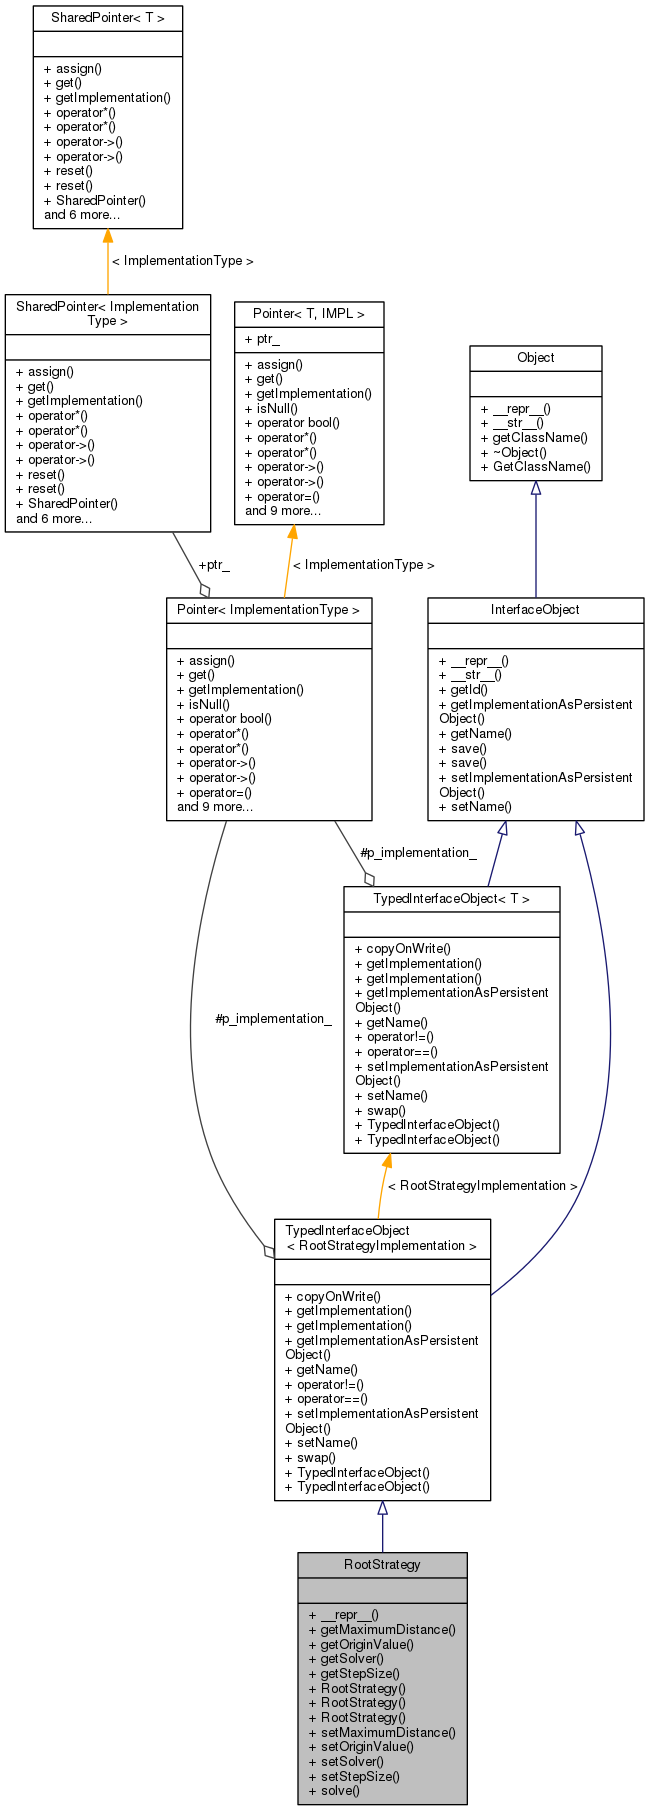 SharedPointer< T >
+ assign()
+ get()
+ getImplementation()
+ operator*()
+ operator*()
+ operator->()
+ operator->()
+ reset()
+ reset()
+ SharedPointer()
and 6 more...
< ImplementationType >
SharedPointer< Implementation
Type >
+ assign()
+ get()
+ getImplementation()
+ operator*()
+ operator*()
+ operator->()
+ operator->()
+ reset()
+ reset()
+ SharedPointer()
and 6 more...
Pointer< T, IMPL >
+ ptr_
+ assign()
+ get()
+ getImplementation()
+ isNull()
+ operator bool()
+ operator*()
+ operator*()
+ operator->()
+ operator->()
+ operator=()
and 9 more...
Object
+ __repr__()
+ __str__()
+ getClassName()
+ ~Object()
+ GetClassName()
+ptr_
< ImplementationType >
Pointer< ImplementationType >
+ assign()
+ get()
+ getImplementation()
+ isNull()
+ operator bool()
+ operator*()
+ operator*()
+ operator->()
+ operator->()
+ operator=()
and 9 more...
InterfaceObject
+ __repr__()
+ __str__()
+ getId()
+ getImplementationAsPersistent
Object()
+ getName()
+ save()
+ save()
+ setImplementationAsPersistent
Object()
+ setName()
#p_implementation_
TypedInterfaceObject< T >
+ copyOnWrite()
+ getImplementation()
+ getImplementation()
+ getImplementationAsPersistent
Object()
+ getName()
+ operator!=()
+ operator==()
+ setImplementationAsPersistent
Object()
+ setName()
+ swap()
+ TypedInterfaceObject()
+ TypedInterfaceObject()
#p_implementation_
< RootStrategyImplementation >
TypedInterfaceObject
< RootStrategyImplementation >
+ copyOnWrite()
+ getImplementation()
+ getImplementation()
+ getImplementationAsPersistent
Object()
+ getName()
+ operator!=()
+ operator==()
+ setImplementationAsPersistent
Object()
+ setName()
+ swap()
+ TypedInterfaceObject()
+ TypedInterfaceObject()
RootStrategy
+ __repr__()
+ getMaximumDistance()
+ getOriginValue()
+ getSolver()
+ getStepSize()
+ RootStrategy()
+ RootStrategy()
+ RootStrategy()
+ setMaximumDistance()
+ setOriginValue()
+ setSolver()
+ setStepSize()
+ solve()